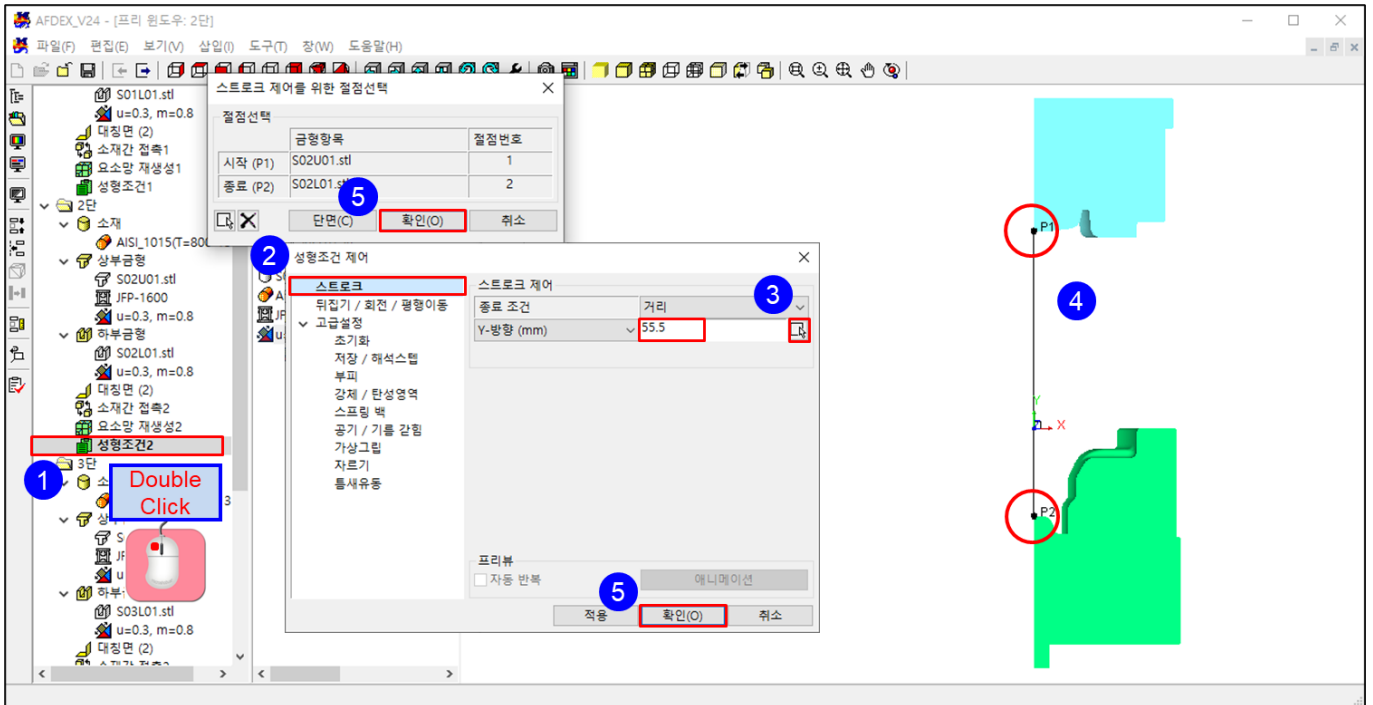 AFDEX_V24 - [프리 윈도우: 2단]
파일(F) 편집(E) 보기(V) 삽입(I) 도구(T) 창(W) 도움말(H)
S01L01.stl
u=0.3, m=0.8
대칭면 (2)
소재간 접촉1
요소망 재생성1
성형조건1
2단
소재
AISI_1015(T=800
상부금형
S02U01.stl
JFP-1600
u=0.3, m=0.8
하부금형
S02L01.stl
u=0.3, m=0.8
대칭면 (2)
소재간 접촉2
요소망 재생성2
성형조건2
1
3단
Double
Click
3
하부
S03L01.stl
u=0.3, m=0.8
대칭면 (2)
스트로크 제어를 위한 절점선택
절점선택
금형항목 절점번호
시작 (P1) S02U01.stl 1
종료 (P2) S02L01.stl 2
5
단면(C) 확인(O) 취소
2
성형조건 제어
스트로크
뒤집기 / 회전 / 평행이동
고급설정
초기화
저장 / 해석스텝
부피
강제 / 탄성영역
스프링 백
공기 / 기름 갇힘
가상그립
자르기
틈새유동
스트로크 제어
3
종료 조건 거리
Y-방향 (mm) 55.5
프리뷰
자동 반복 애니메이션
5
적용 확인(O) 취소
P1
4
Y
X
P2